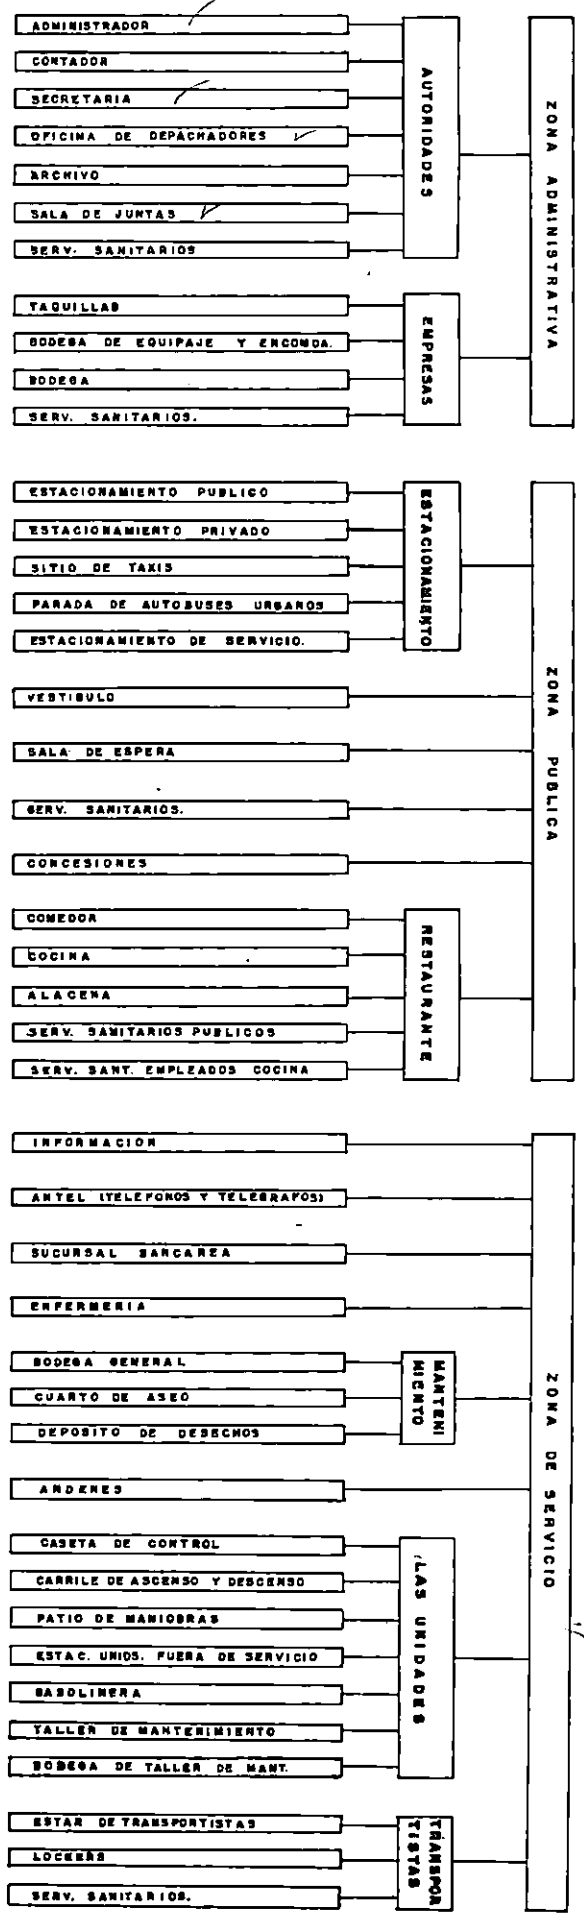 ZONA ADMINISTRATIVA
AUTORIDADES
ADMINISTRADOR
CONTADOR
SECRETARIA
OFICINA DE DEPACHADORES
ARCHIVO
SALA DE JUNTAS
SERV. SANITARIOS
EMPRESAS
TAQUILLAS
BODEGA DE EQUIPAJE Y ENCOMDA.
BODEGA
SERV. SANITARIOS.
ZONA PUBLICA
ESTACIONAMIENTO
ESTACIONAMIENTO PUBLICO
ESTACIONAMIENTO PRIVADO
SITIO DE TAXIS
PARADA DE AUTOBUSES URBANOS
ESTACIONAMIENTO DE SERVICIO.
VESTIBULO
SALA DE ESPERA
SERV. SANITARIOS.
CONCESIONES
RESTAURANTE
COMEDOR
COCINA
ALACENA
SERV. SANITARIOS PUBLICOS
SERV. SANT. EMPLEADOS COCINA
ZONA DE SERVICIO
INFORMACION
ANTEL (TELEFONOS Y TELEGRAFOS)
SUCURSAL BANCAREA
ENFERMERIA
MANTENI
MIENTO
BODEGA GENERAL
CUARTO DE ASEO
DEPOSITO DE DESECHOS
ANDENES
LAS UNIDADES
CASETA DE CONTROL
CARRILE DE ASCENSO Y DESCENSO
PATIO DE MANIOBRAS
ESTAC. UNIDS. FUERA DE SERVICIO
GASOLINERA
TALLER DE MANTENIMIENTO
BODEGA DE TALLER DE MANT.
TRANSPOR
TISTAS
ESTAR DE TRANSPORTISTAS
LOCKERS
SERV. SANITARIOS.